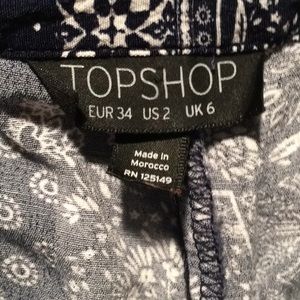 TOPSHOP
EUR 34 US 2 UK 6
Made in
Morocco
RN 125149